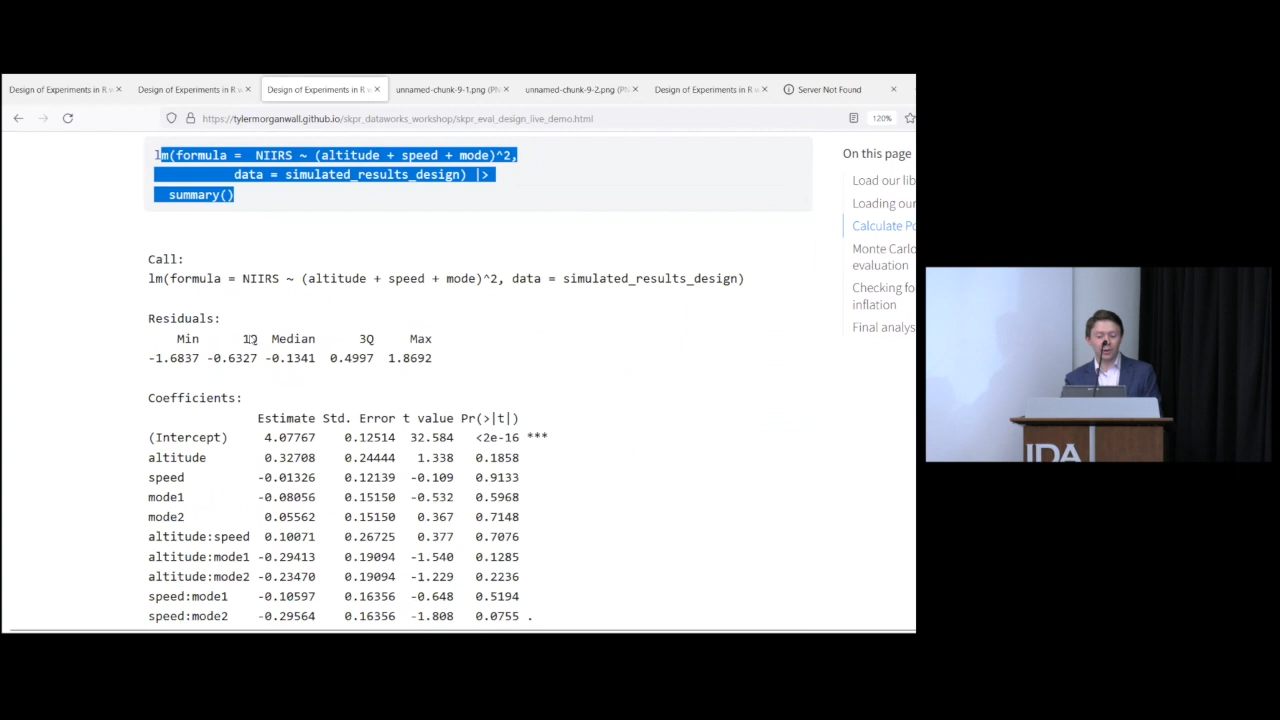 Design of Experiments in R
Design of Experiments in R
Design of Experiments in R
unnamed-chunk-9-1.png
unnamed-chunk-9-2.png
Design of Experiments in R
Server Not Found
https://tylermorganwall.github.io/skpr_dataworks_workshop/skpr_eval_design_live_demo.html
120%
lm(formula =  NIIRS ~ (altitude + speed + mode)^2,
data = simulated_results_design) |>
summary()
On this page
Load our
Loading our
Calculate
Monte Carlo
evaluation
Checking
inflation
Final
Call:
lm(formula = NIIRS ~ (altitude + speed + mode)^2, data = simulated_results_design)
Residuals:
Min 1Q Median 3Q Max
-1.6837 -0.6327 -0.1341 0.4997 1.8692
Coefficients:
Estimate Std. Error t value Pr(>|t|)
(Intercept) 4.07767 0.12514 32.584 <2e-16 ***
altitude 0.32708 0.24444 1.338 0.1858
speed -0.01326 0.12139 -0.109 0.9133
mode1 -0.08056 0.15150 -0.532 0.5968
mode2 0.05562 0.15150 0.367 0.7148
altitude:speed 0.10071 0.26725 0.377 0.7076
altitude:mode1 -0.29413 0.19094 -1.540 0.1285
altitude:mode2 -0.23470 0.19094 -1.229 0.2236
speed:mode1 -0.10597 0.16356 -0.648 0.5194
speed:mode2 -0.29564 0.16356 -1.808 0.0755 .
IDA